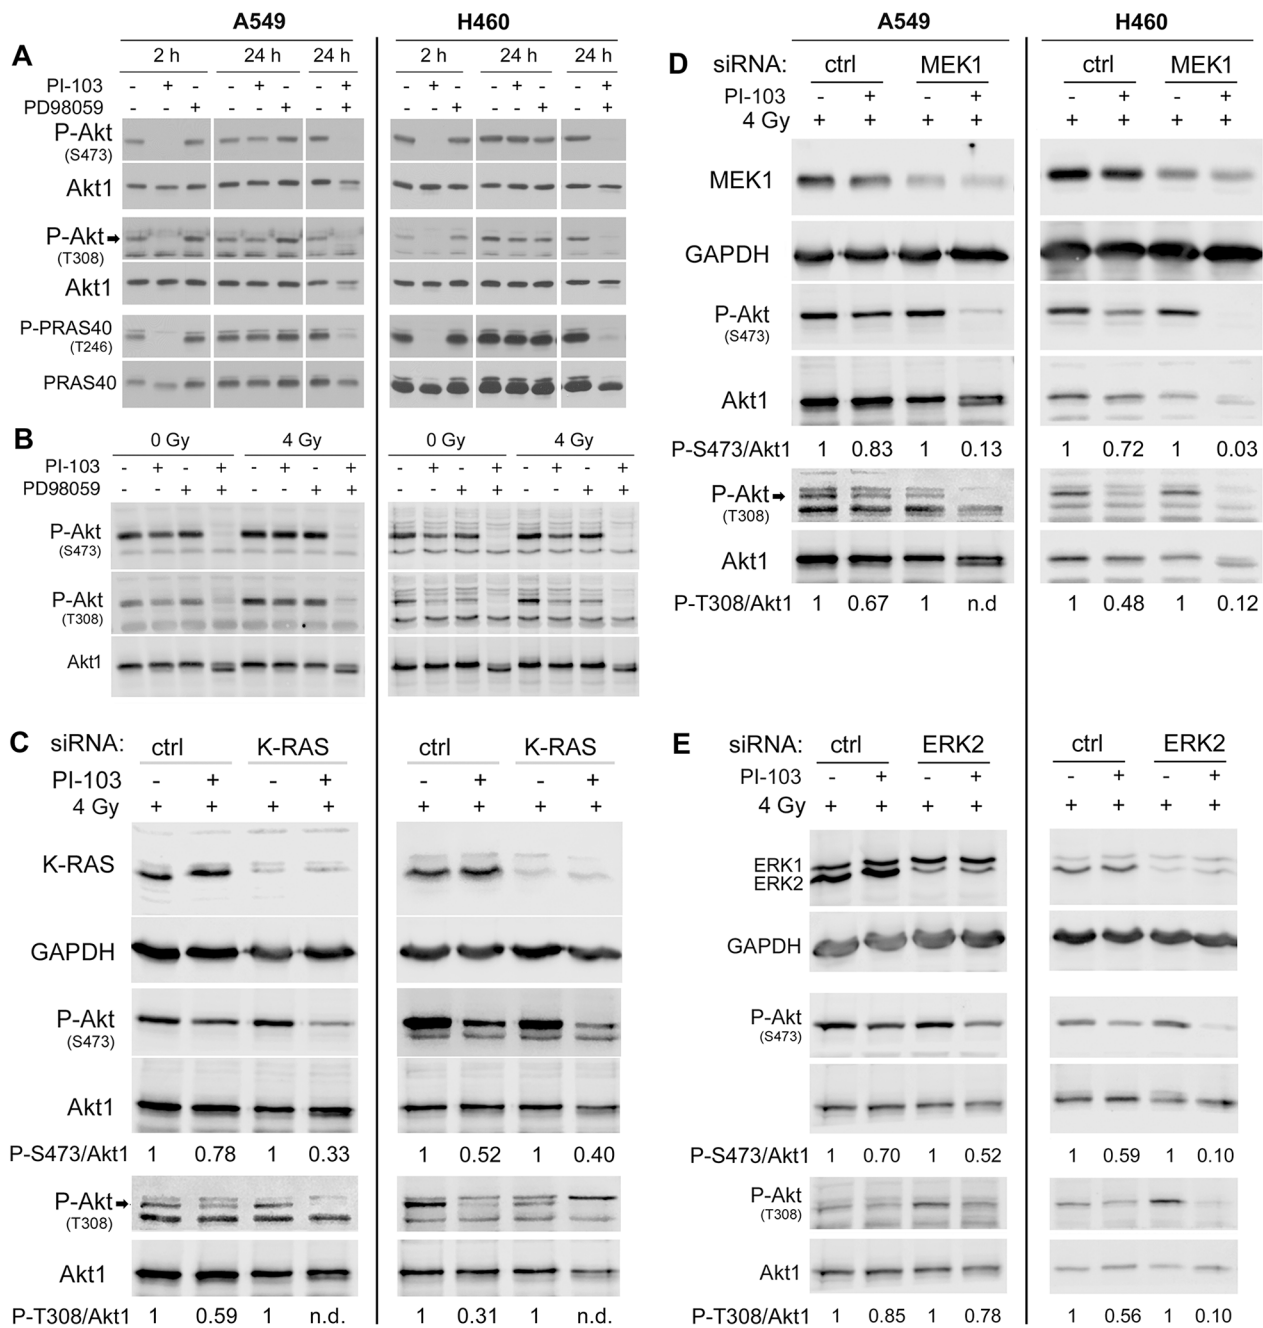 A549 H460
A 2 h 24 h 24 h 2 h 24 h 24 h
PI-103 - + - - + - - + - + - - + - - +
PD98059 - - + - - + - + - - + - - + - +
P-Akt
(S473)
Akt1
P-Akt
(T308)
Akt1
P-PRAS40
(T246)
PRAS40
B 0 Gy 4 Gy 0 Gy 4 Gy
PI-103 - + - + - + - + - + - + - + - +
PD98059 - - + + - - + + - - + + - - + +
P-Akt
(S473)
P-Akt
(T308)
Akt1
C siRNA: ctrl K-RAS ctrl K-RAS
PI-103 - + - + - + - +
4 Gy + + + + + + + +
K-RAS
GAPDH
P-Akt
(S473)
Akt1
P-S473/Akt1 1 0.78 1 0.33 1 0.52 1 0.40
P-Akt
(T308)
Akt1
P-T308/Akt1 1 0.59 1 n.d. 1 0.31 1 n.d.
A549 H460
D siRNA: ctrl MEK1 ctrl MEK1
PI-103 - + - + - + - +
4 Gy + + + + + + + +
MEK1
GAPDH
P-Akt
(S473)
Akt1
P-S473/Akt1 1 0.83 1 0.13 1 0.72 1 0.03
P-Akt
(T308)
Akt1
P-T308/Akt1 1 0.67 1 n.d 1 0.48 1 0.12
E siRNA: ctrl ERK2 ctrl ERK2
PI-103 - + - + - + - +
4 Gy + + + + + + + +
ERK1
ERK2
GAPDH
P-Akt
(S473)
Akt1
P-S473/Akt1 1 0.70 1 0.52 1 0.59 1 0.10
P-Akt
(T308)
Akt1
P-T308/Akt1 1 0.85 1 0.78 1 0.56 1 0.10